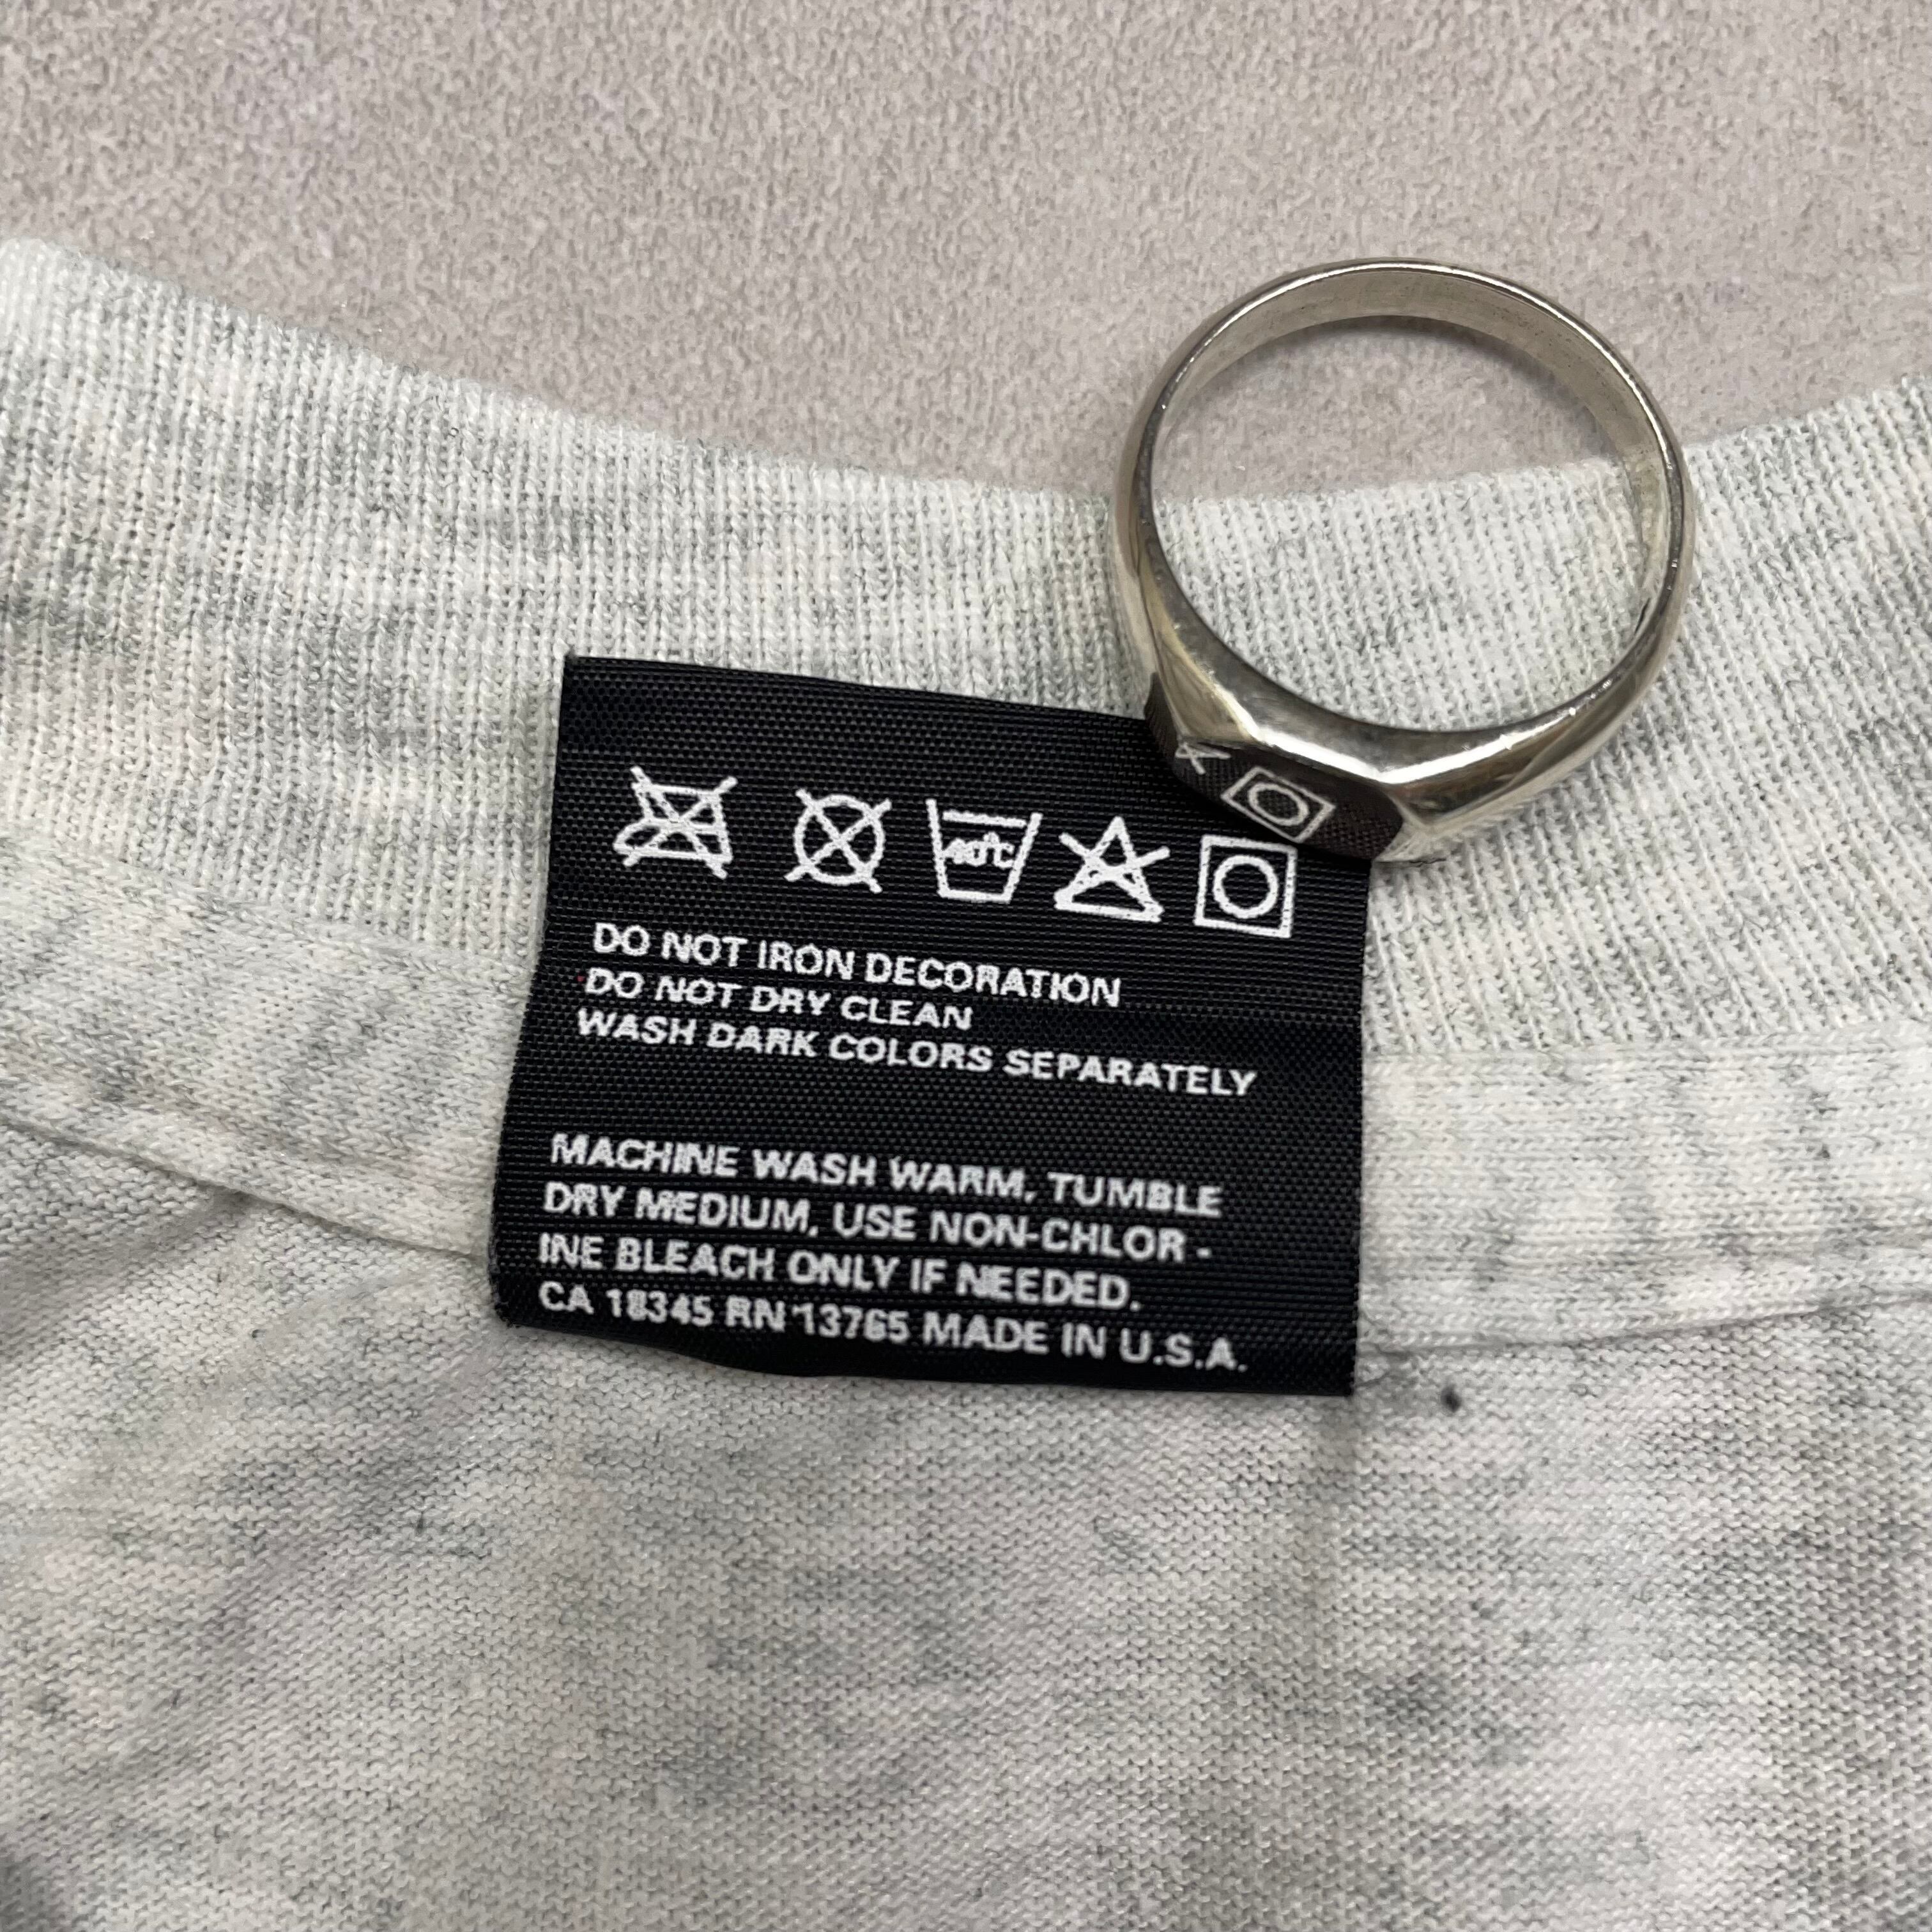 40°C
DO NOT IRON DECORATION
DO NOT DRY CLEAN
WASH DARK COLORS SEPARATELY
MACHINE WASH WARM, TUMBLE
DRY MEDIUM, USE NON-CHLOR -
INE BLEACH ONLY IF NEEDED.
CA 18345 RN 13765 MADE IN U.S.A.